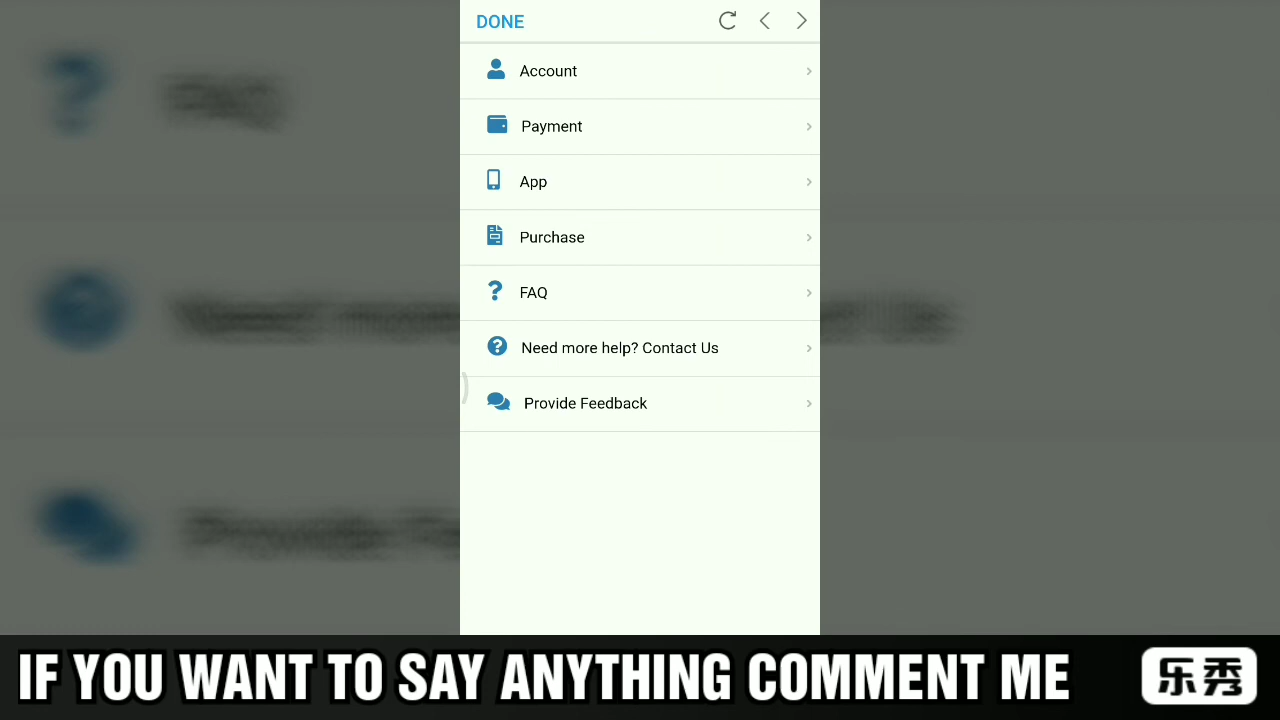 DONE
Account
Payment
App
Purchase
FAQ
Need more help? Contact Us
Provide Feedback
IF YOU WANT TO SAY ANYTHING COMMENT ME
乐秀